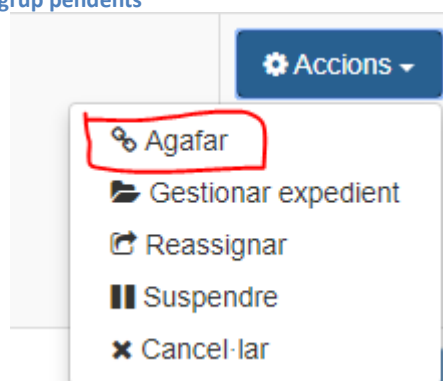 grup pendents
Accions
Agafar
Gestionar expedient
Reassignar
Suspendre
Cancel·lar